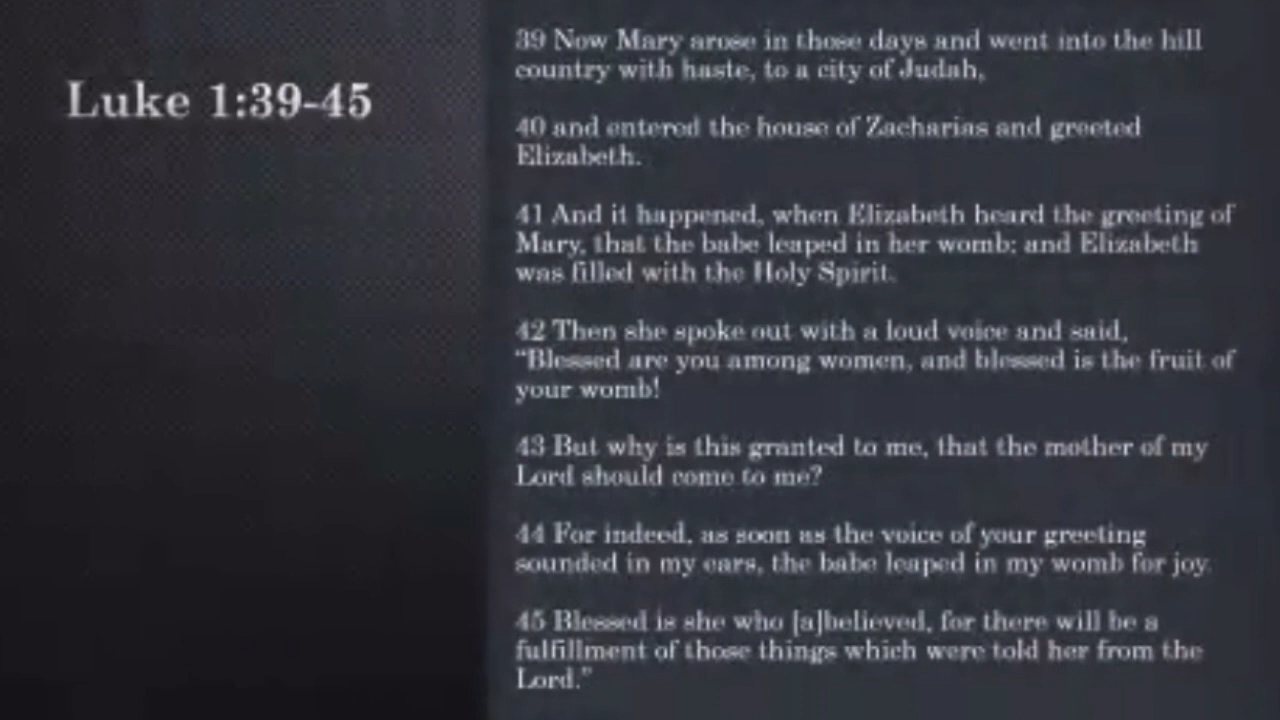 Luke 1:39-45
39 Now Mary arose in those days and went into the hill
country with haste, to a city of Judah,
40 and entered the house of Zacharias and greeted
Elizabeth.
41 And it happened, when Elizabeth heard the greeting of
Mary, that the babe leaped in her womb; and Elizabeth
was filled with the Holy Spirit.
42 Then she spoke out with a loud voice and said,
“Blessed are you among women, and blessed is the fruit of
your womb!
43 But why is this granted to me, that the mother of my
Lord should come to me?
44 For indeed, as soon as the voice of your greeting
sounded in my ears, the babe leaped in my womb for joy.
45 Blessed is she who [a]believed, for there will be a
fulfillment of those things which were told her from the
Lord.”